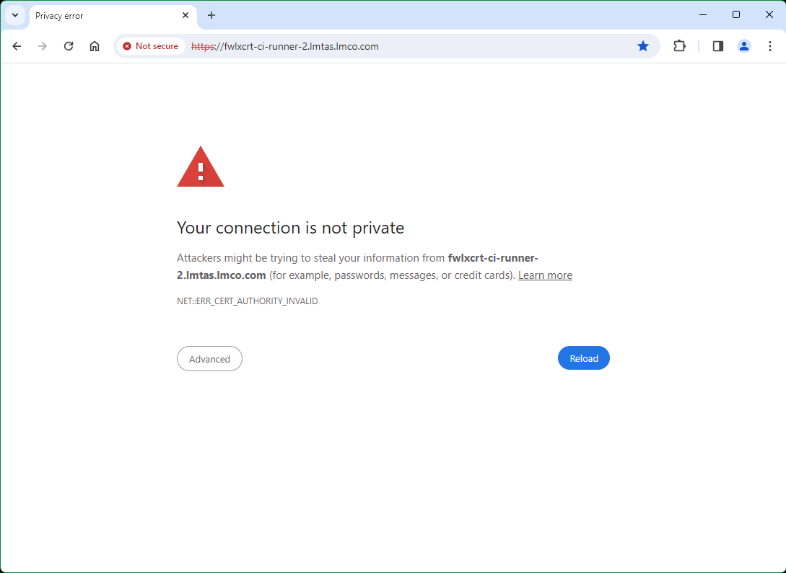 Privacy error
Not secure
https://fwlxcrt-ci-runner-2.lmtas.lmco.com
Your connection is not private
Attackers might be trying to steal your information from fwlxcrt-ci-runner-
2.lmtas.lmco.com (for example, passwords, messages, or credit cards). Learn more
NET::ERR_CERT_AUTHORITY_INVALID
Advanced
Reload